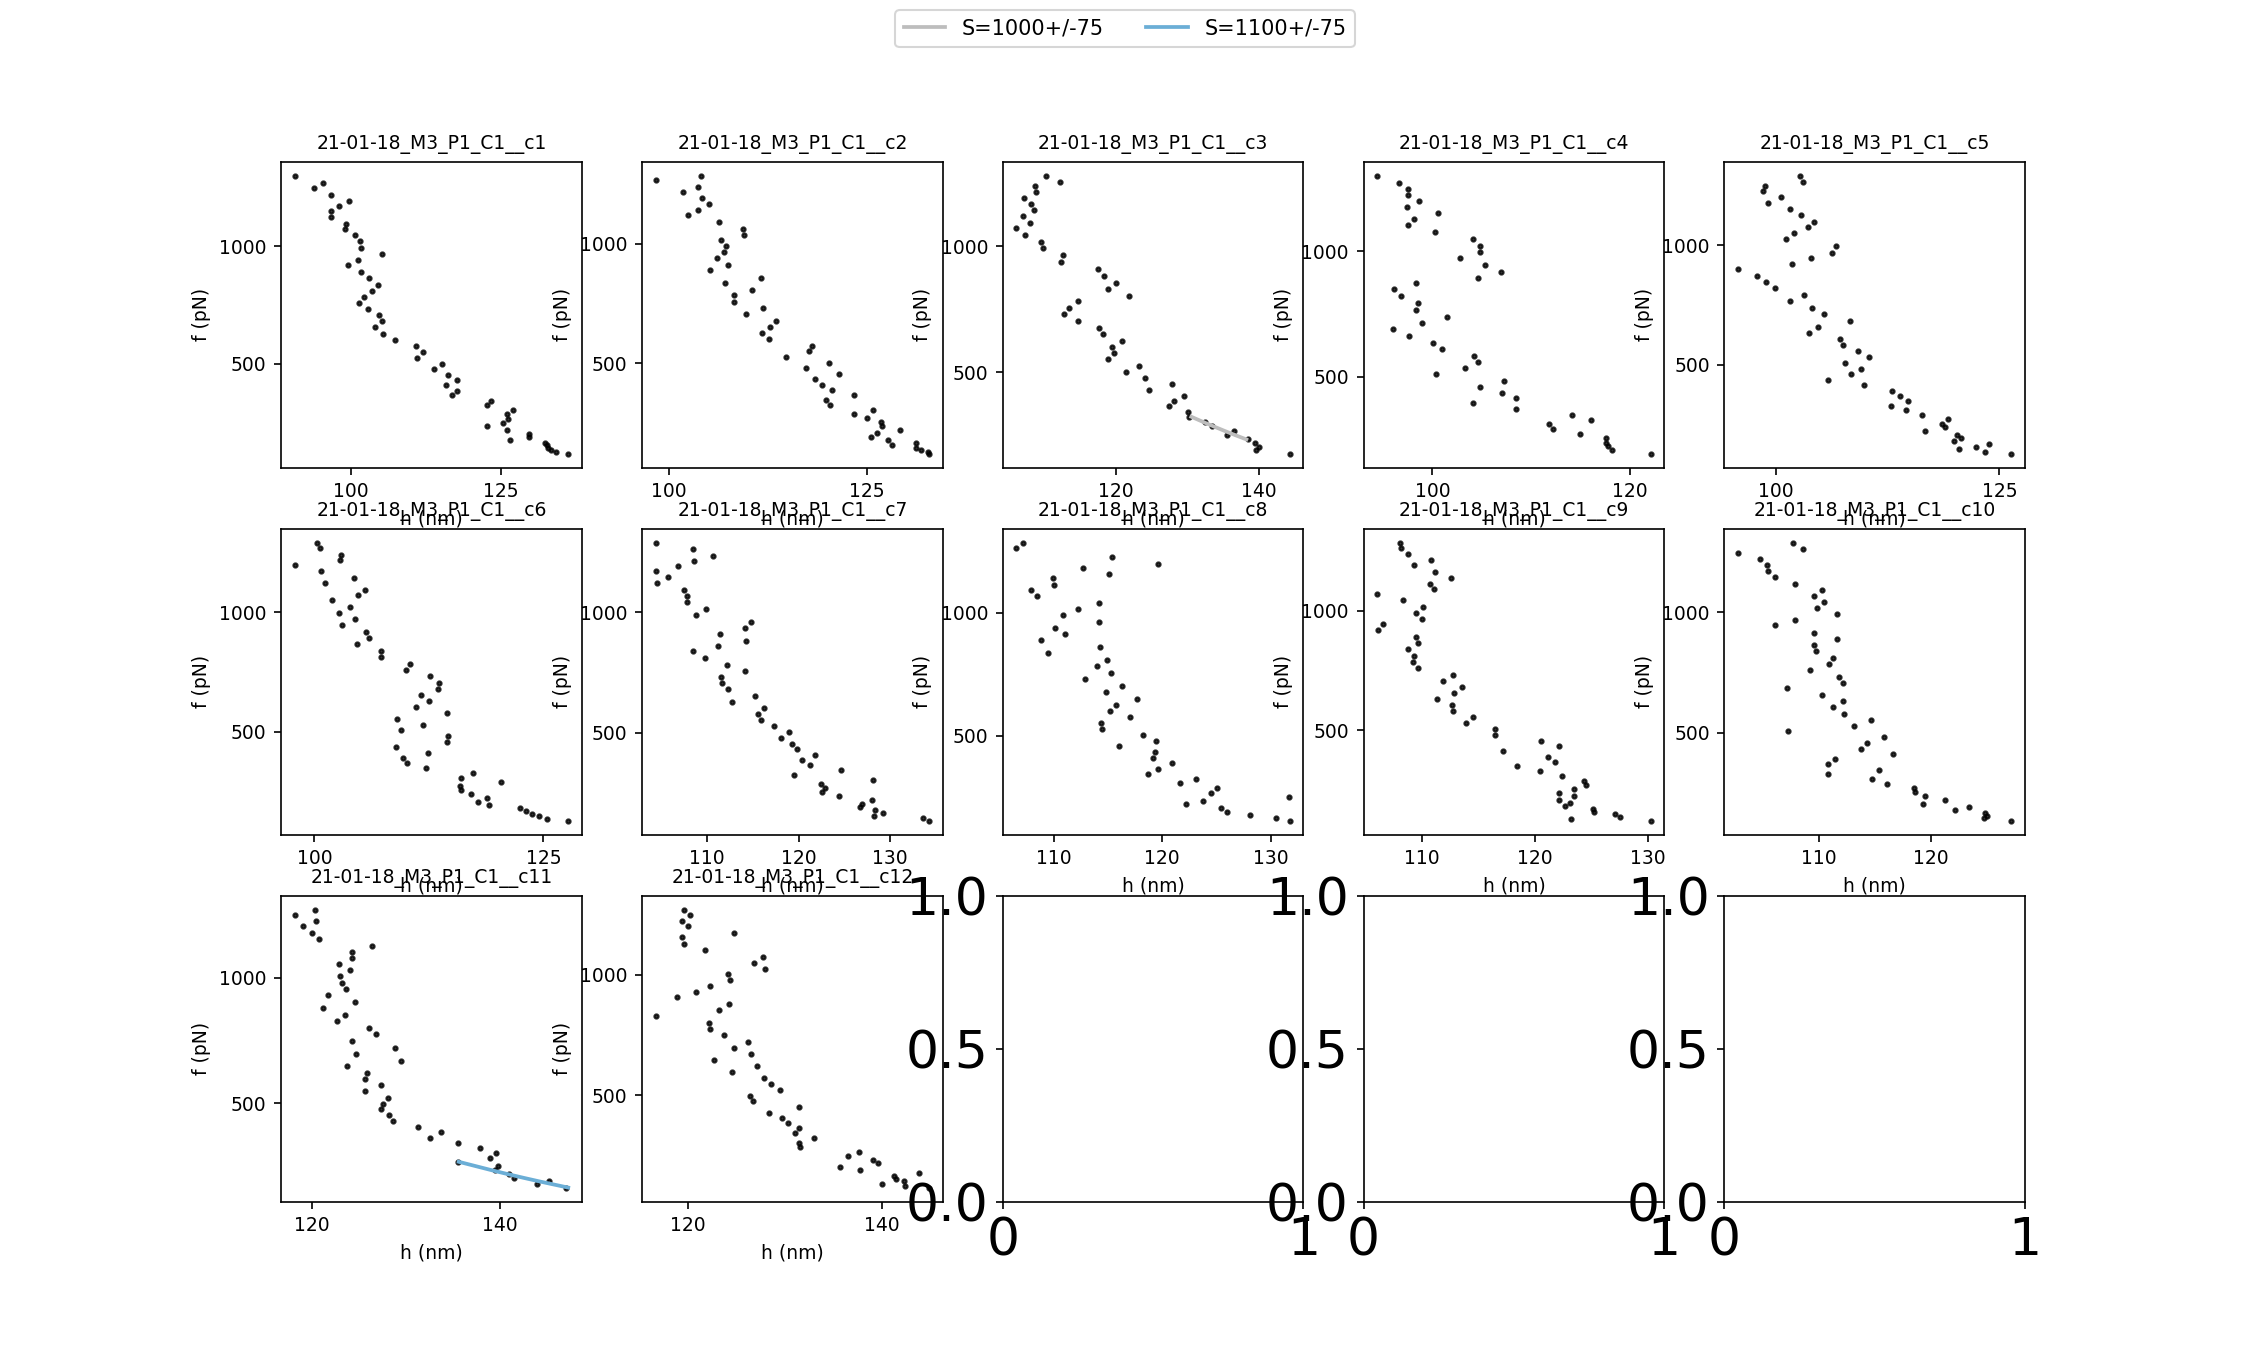 S=1000+/-75 S=1100+/-75
21-01-18_M3_P1_C1__c1 21-01-18_M3_P1_C1__c2 21-01-18_M3_P1_C1__c3 21-01-18_M3_P1_C1__c4 21-01-18_M3_P1_C1__c5
1000 1000 1000 1000 1000
f (pN) f (pN) f (pN) f (pN) f (pN)
500 500 500 500 500
100 125 100 125 120 140 100 120 100 125
h (nm) h (nm) h (nm) h (nm) h (nm)
21-01-18_M3_P1_C1__c6 21-01-18_M3_P1_C1__c7 21-01-18_M3_P1_C1__c8 21-01-18_M3_P1_C1__c9 21-01-18_M3_P1_C1__c10
1000 1000 1000 1000 1000
f (pN) f (pN) f (pN) f (pN) f (pN)
500 500 500 500 500
100 125 110 120 130 110 120 130 110 120 130 110 120
h (nm) h (nm) h (nm) h (nm) h (nm)
21-01-18_M3_P1_C1__c11 21-01-18_M3_P1_C1__c12
1.0 1.0 1.0
1000 1000
f (pN) f (pN) 0.5 0.5 0.5
500 500
0.0 0.0 0.0
120 140 120 140 0 1 0 1 0 1
h (nm) h (nm)